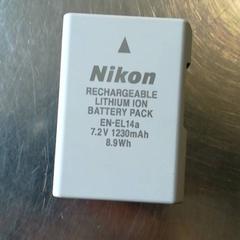 Nikon
RECHARGEABLE
LITHIUM ION
BATTERY PACK
EN-EL14a
7.2V 1230mAh
8.9Wh